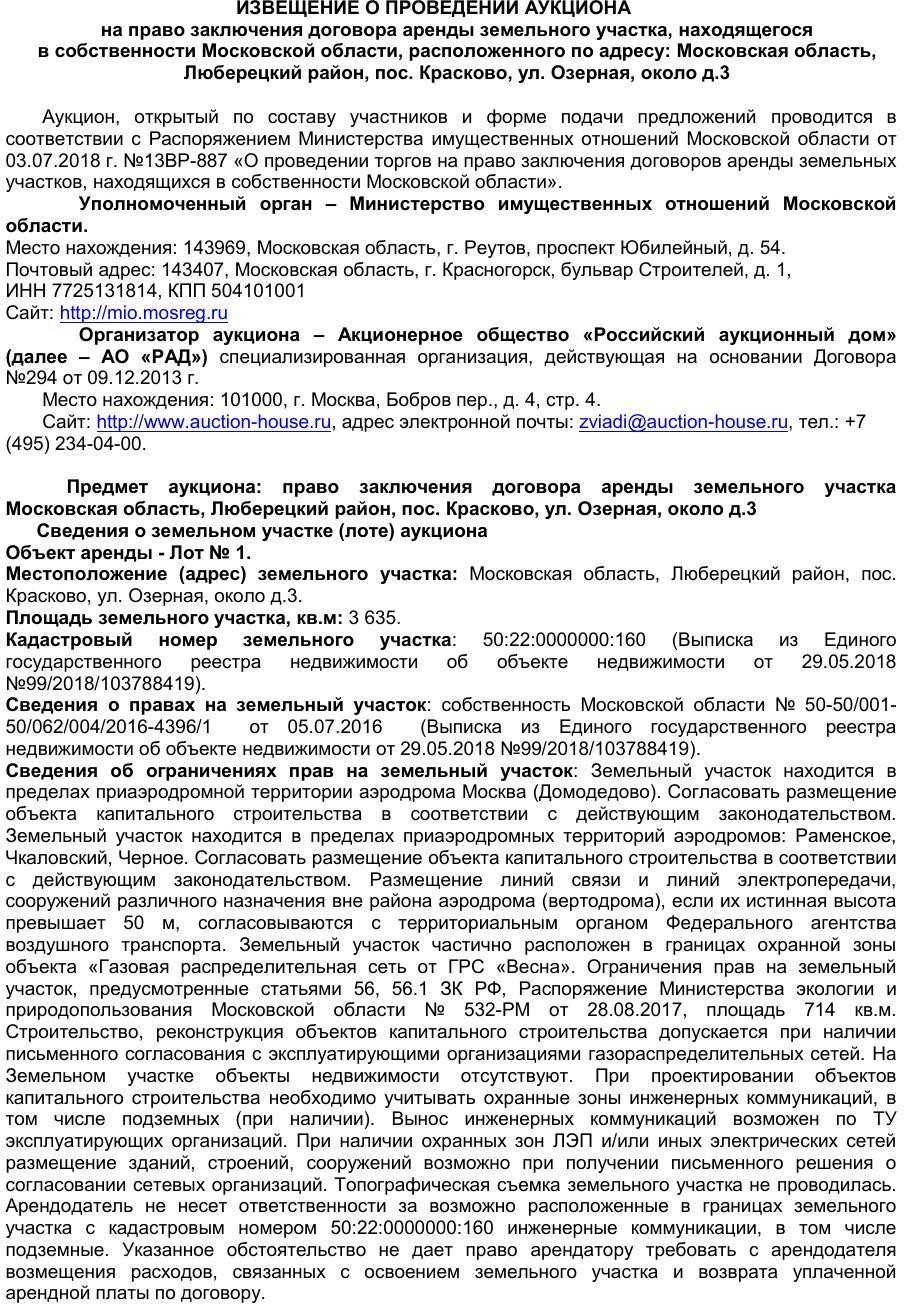 ИЗВЕЩЕНИЕ О ПРОВЕДЕНИИ АУКЦИОНА
на право заключения договора аренды земельного участка, находящегося
в собственности Московской области, расположенного по адресу: Московская область,
Люберецкий район, пос. Красково, ул. Озерная, около д.3
Аукцион, открытый по составу участников и форме подачи предложений проводится в
соответствии с Распоряжением Министерства имущественных отношений Московской области от
03.07.2018 г. №13ВР-887 «О проведении торгов на право заключения договоров аренды земельных
участков, находящихся в собственности Московской области».
Уполномоченный орган – Министерство имущественных отношений Московской
области.
Место нахождения: 143969, Московская область, г. Реутов, проспект Юбилейный, д. 54.
Почтовый адрес: 143407, Московская область, г. Красногорск, бульвар Строителей, д. 1,
ИНН 7725131814, КПП 504101001
Сайт: http://mio.mosreg.ru
Организатор аукциона – Акционерное общество «Российский аукционный дом»
(далее – АО «РАД») специализированная организация, действующая на основании Договора
№294 от 09.12.2013 г.
Место нахождения: 101000, г. Москва, Бобров пер., д. 4, стр. 4.
Сайт: http://www.auction-house.ru, адрес электронной почты: zviadi@auction-house.ru, тел.: +7
(495) 234-04-00.
Предмет аукциона: право заключения договора аренды земельного участка
Московская область, Люберецкий район, пос. Красково, ул. Озерная, около д.3
Сведения о земельном участке (лоте) аукциона
Объект аренды - Лот № 1.
Местоположение (адрес) земельного участка: Московская область, Люберецкий район, пос.
Красково, ул. Озерная, около д.3.
Площадь земельного участка, кв.м: 3 635.
Кадастровый номер земельного участка: 50:22:0000000:160 (Выписка из Единого
государственного реестра недвижимости об объекте недвижимости от 29.05.2018
№99/2018/103788419).
Сведения о правах на земельный участок: собственность Московской области № 50-50/001-
50/062/004/2016-4396/1 от 05.07.2016 (Выписка из Единого государственного реестра
недвижимости об объекте недвижимости от 29.05.2018 №99/2018/103788419).
Сведения об ограничениях прав на земельный участок: Земельный участок находится в
пределах приаэродромной территории аэродрома Москва (Домодедово). Согласовать размещение
объекта капитального строительства в соответствии с действующим законодательством.
Земельный участок находится в пределах приаэродромных территорий аэродромов: Раменское,
Чкаловский, Черное. Согласовать размещение объекта капитального строительства в соответствии
с действующим законодательством. Размещение линий связи и линий электропередачи,
сооружений различного назначения вне района аэродрома (вертодрома), если их истинная высота
превышает 50 м, согласовываются с территориальным органом Федерального агентства
воздушного транспорта. Земельный участок частично расположен в границах охранной зоны
объекта «Газовая распределительная сеть от ГРС «Весна». Ограничения прав на земельный
участок, предусмотренные статьями 56, 56.1 ЗК РФ, Распоряжение Министерства экологии и
природопользования Московской области № 532-РМ от 28.08.2017, площадь 714 кв.м.
Строительство, реконструкция объектов капитального строительства допускается при наличии
письменного согласования с эксплуатирующими организациями газораспределительных сетей. На
Земельном участке объекты недвижимости отсутствуют. При проектировании объектов
капитального строительства необходимо учитывать охранные зоны инженерных коммуникаций, в
том числе подземных (при наличии). Вынос инженерных коммуникаций возможен по ТУ
эксплуатирующих организаций. При наличии охранных зон ЛЭП и/или иных электрических сетей
размещение зданий, строений, сооружений возможно при получении письменного решения о
согласовании сетевых организаций. Топографическая съемка земельного участка не проводилась.
Арендодатель не несет ответственности за возможно расположенные в границах земельного
участка с кадастровым номером 50:22:0000000:160 инженерные коммуникации, в том числе
подземные. Указанное обстоятельство не дает право арендатору требовать с арендодателя
возмещения расходов, связанных с освоением земельного участка и возврата уплаченной
арендной платы по договору.